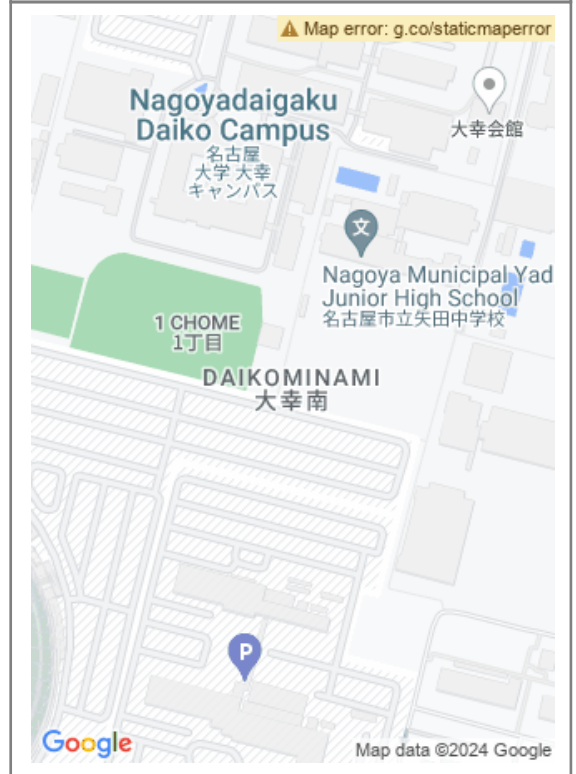 Map error: g.co/staticmaperror
Nagoyadaigaku
Daiko Campus
名古屋
大学 大幸
キャンパス
大幸会館
文
Nagoya Municipal Yad
Junior High School
名古屋市立矢田中学校
1 CHOME
1丁目
DAIKOMINAMI
大幸南
P
Google
Map data ©2024 Google